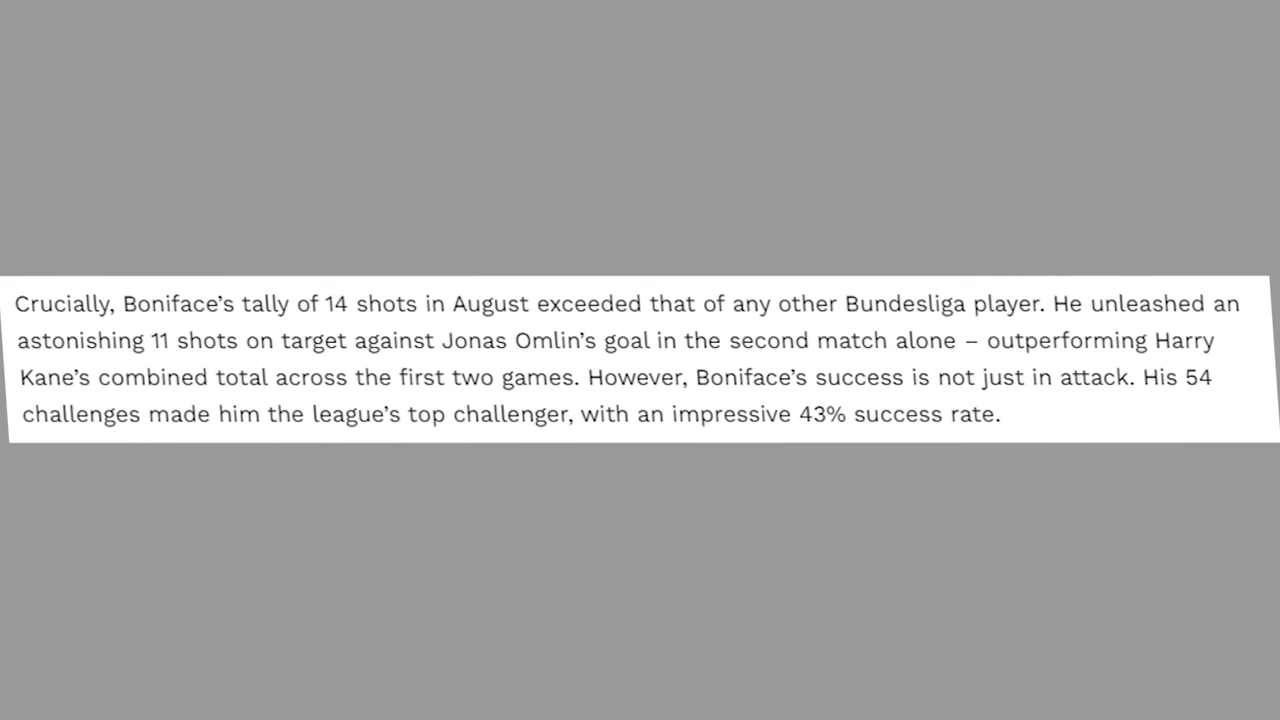 Crucially, Boniface’s tally of 14 shots in August exceeded that of any other Bundesliga player. He unleashed an
astonishing 11 shots on target against Jonas Omlin’s goal in the second match alone – outperforming Harry
Kane’s combined total across the first two games. However, Boniface’s success is not just in attack. His 54
challenges made him the league’s top challenger, with an impressive 43% success rate.